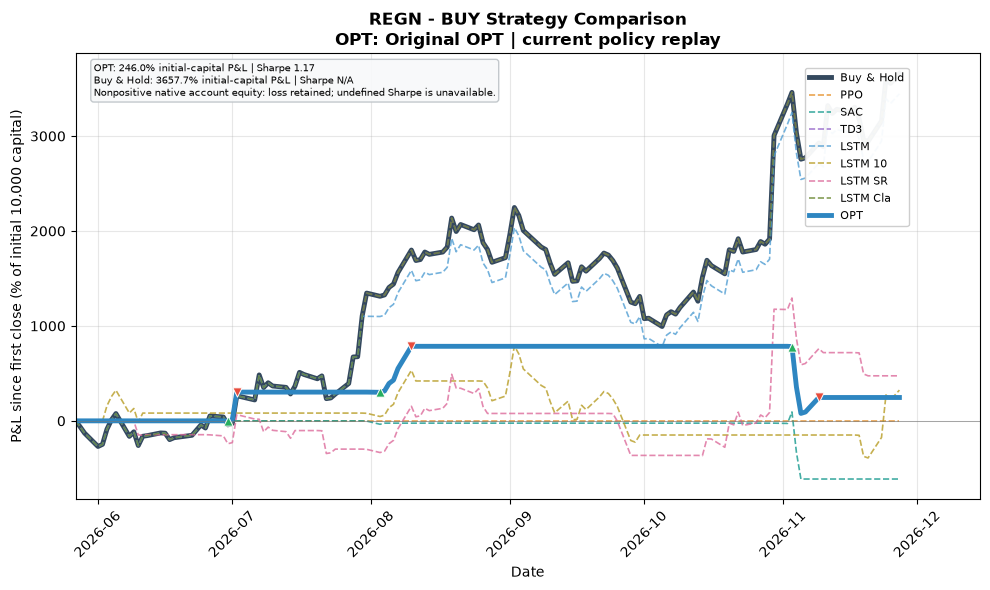 REGN - BUY Strategy Comparison
OPT: Original OPT | current policy replay
OPT: 246.0% initial-capital P&L | Sharpe 1.17
Buy & Hold: 3657.7% initial-capital P&L | Sharpe N/A
Nonpositive native account equity: loss retained; undefined Sharpe is unavailable.
Buy & Hold
PPO
SAC
TD3
LSTM
LSTM 10
LSTM SR
LSTM Cla
OPT
P&L since first close (% of initial 10,000 capital)
3000
2000
1000
0
2026-06
2026-07
2026-08
2026-09
2026-10
2026-11
2026-12
Date